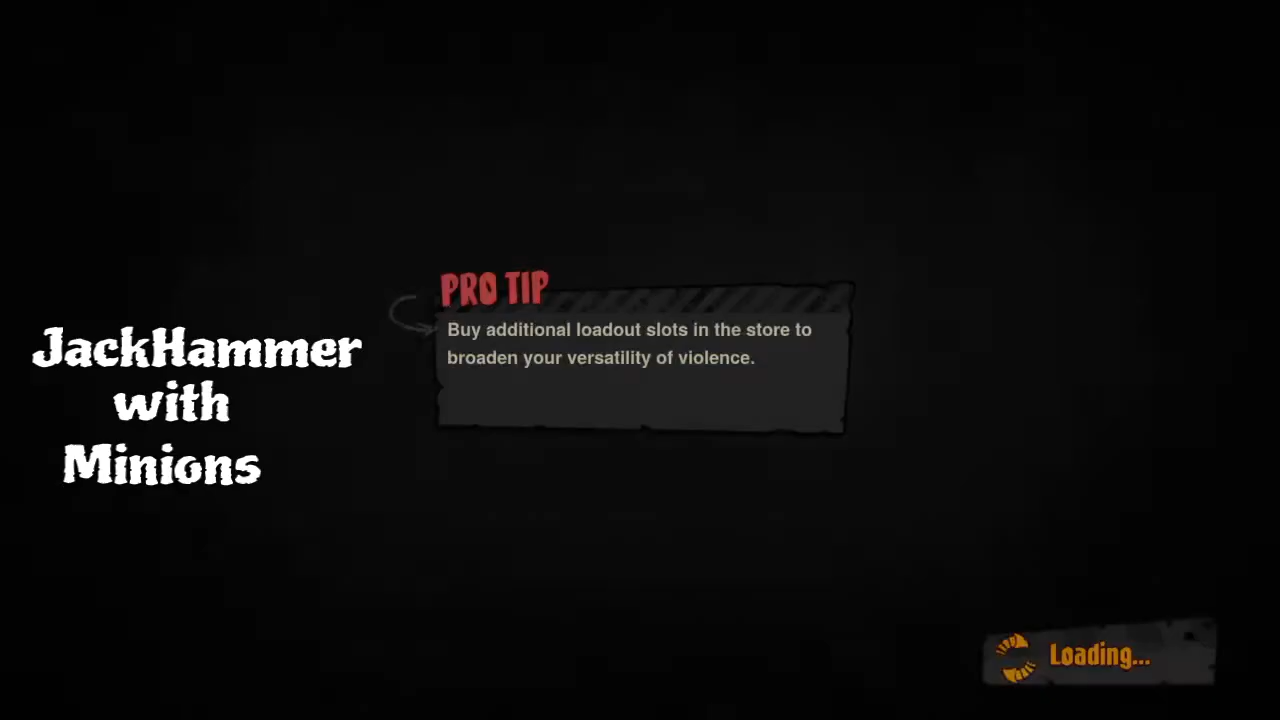 PRO TIP
Buy additional loadout slots in the store to
broaden your versatility of violence.
JackHammer
with
Minions
Loading...